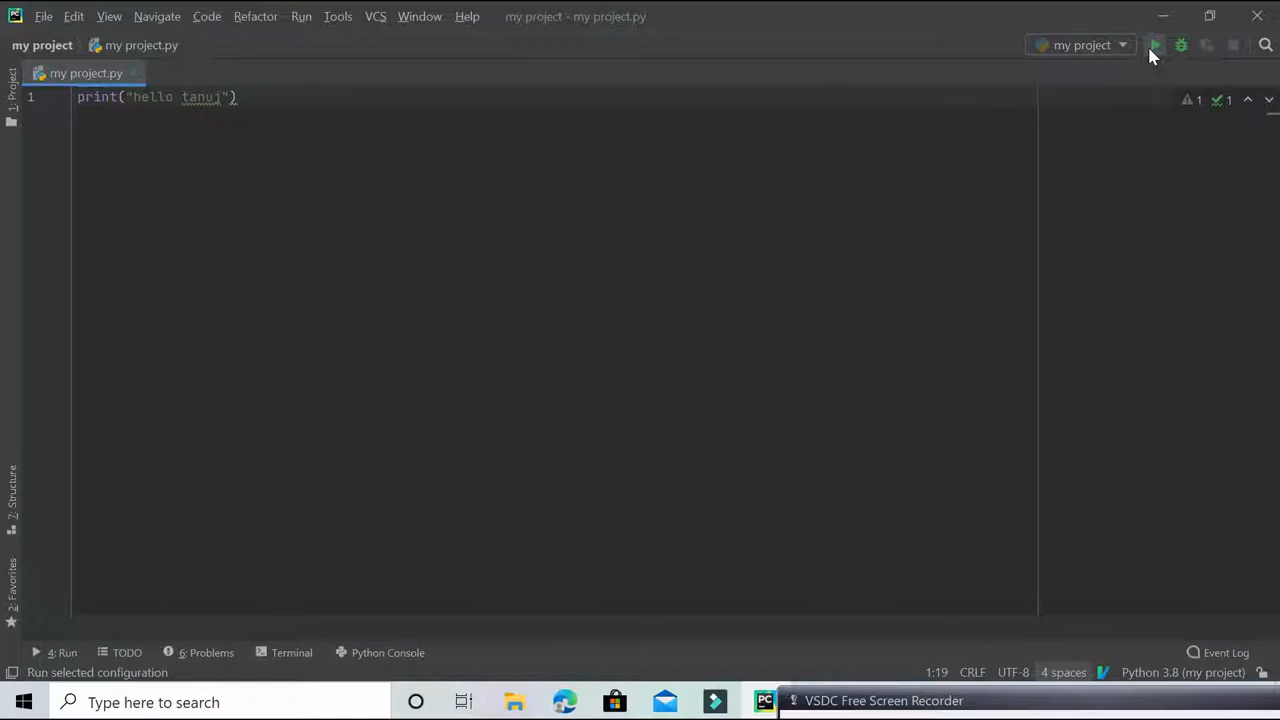 File Edit View Navigate Code Refactor Run Tools VCS Window Help my project - my project.py
my project my project.py my project
my project.py
1 print("hello tanuj") 1 1
1: Project
7: Structure
2: Favorites
4: Run TODO 6: Problems Terminal Python Console Event Log
Run selected configuration 1:19 CRLF UTF-8 4 spaces Python 3.8 (my project)
Type here to search PC VSDC Free Screen Recorder